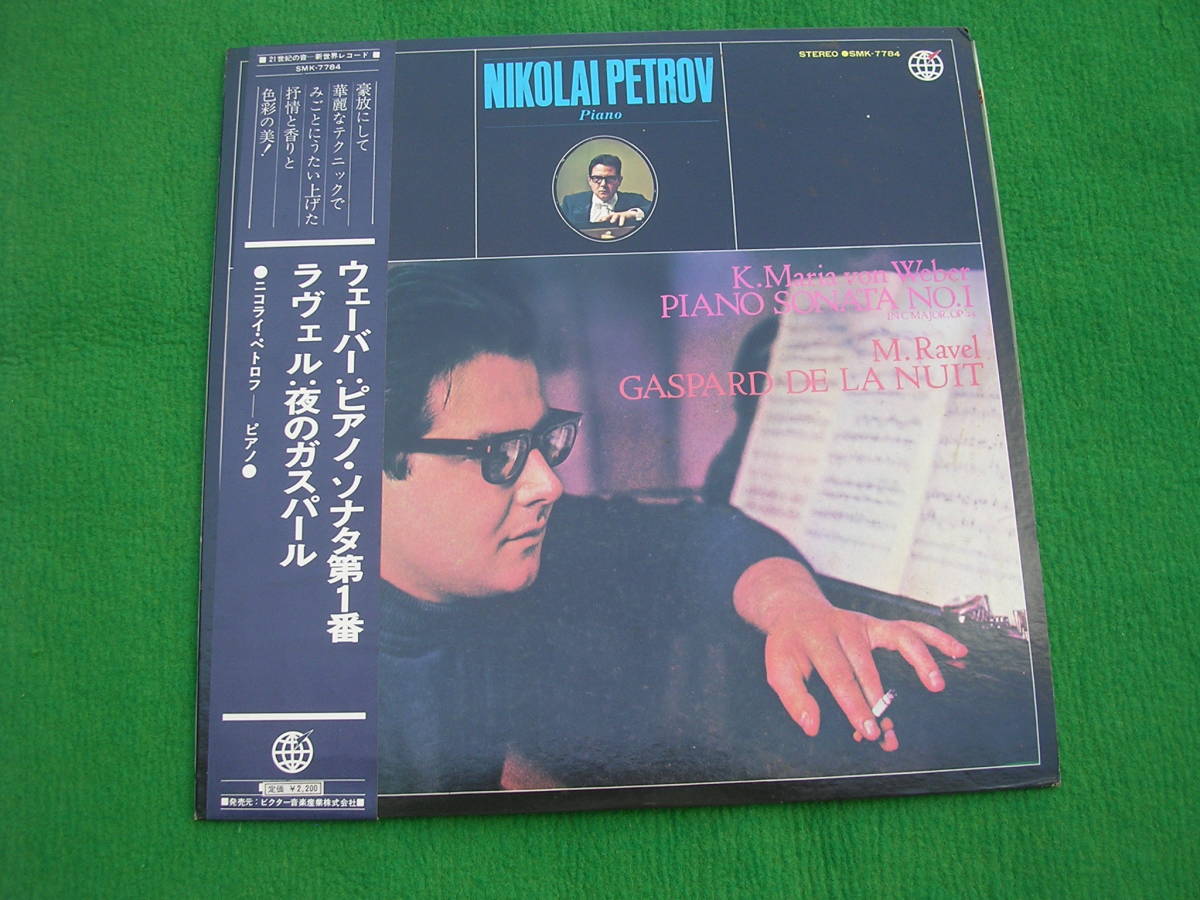 ■21世紀の音―新世界レコード■
SMK-7784
豪放にして
華麗なテクニックで
みごとにうたい上げた
抒情と香りと
色彩の美!
ウェーバー:ピアノ・ソナタ第1番
ラヴェル:夜のガスパール
●ニコライ・ペトロフ――ピアノ●
定価 ¥2,200
■発売元:ビクター音楽産業株式会社■
NIKOLAI PETROV
Piano
STEREO ●SMK-7784
K. Maria von Weber
PIANO SONATA NO.1
IN C MAJOR, OP 24
M. Ravel
GASPARD DE LA NUIT